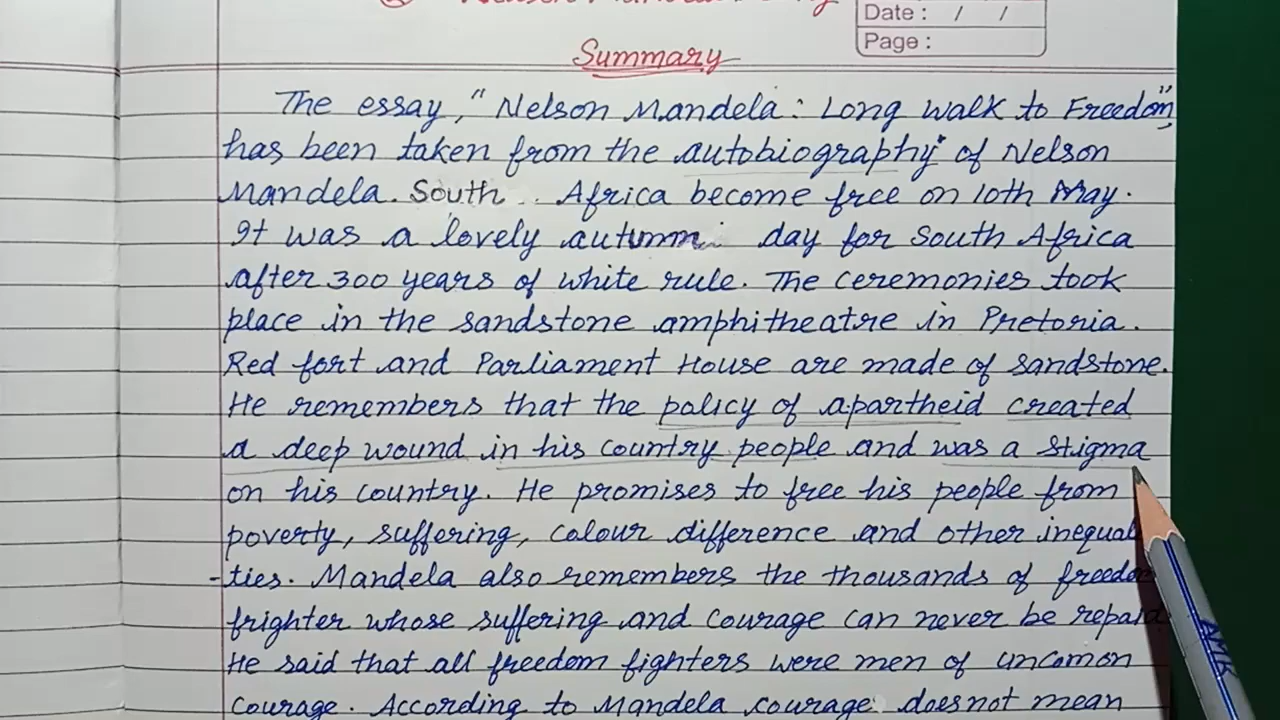 Date : / /
Page :
Summary
The essay, " Nelson Mandela : Long walk to Freedom",
has been taken from the autobiography of Nelson
Mandela. South .. Africa become free on 10th May.
It was a lovely autumn day for South Africa
after 300 years of white rule. The ceremonies took
place in the sandstone amphitheatre in Pretoria.
Red fort and Parliament House are made of sandstone.
He remembers that the policy of apartheid created
a deep wound in his country people and was a stigma
on his country. He promises to free his people from
poverty, suffering, colour difference and other inequal
-ties. Mandela also remembers the thousands of freedom
frighter whose suffering and courage can never be repaid
He said that all freedom fighters were men of uncomon
courage. According to Mandela courage doesnot mean